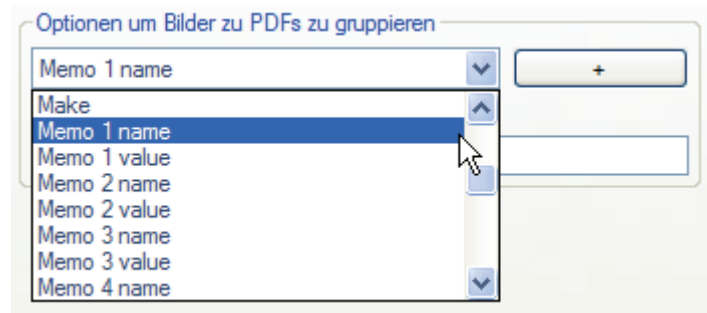 Optionen um Bilder zu PDFs zu gruppieren
Memo 1 name
+
Make
Memo 1 name
Memo 1 value
Memo 2 name
Memo 2 value
Memo 3 name
Memo 3 value
Memo 4 name